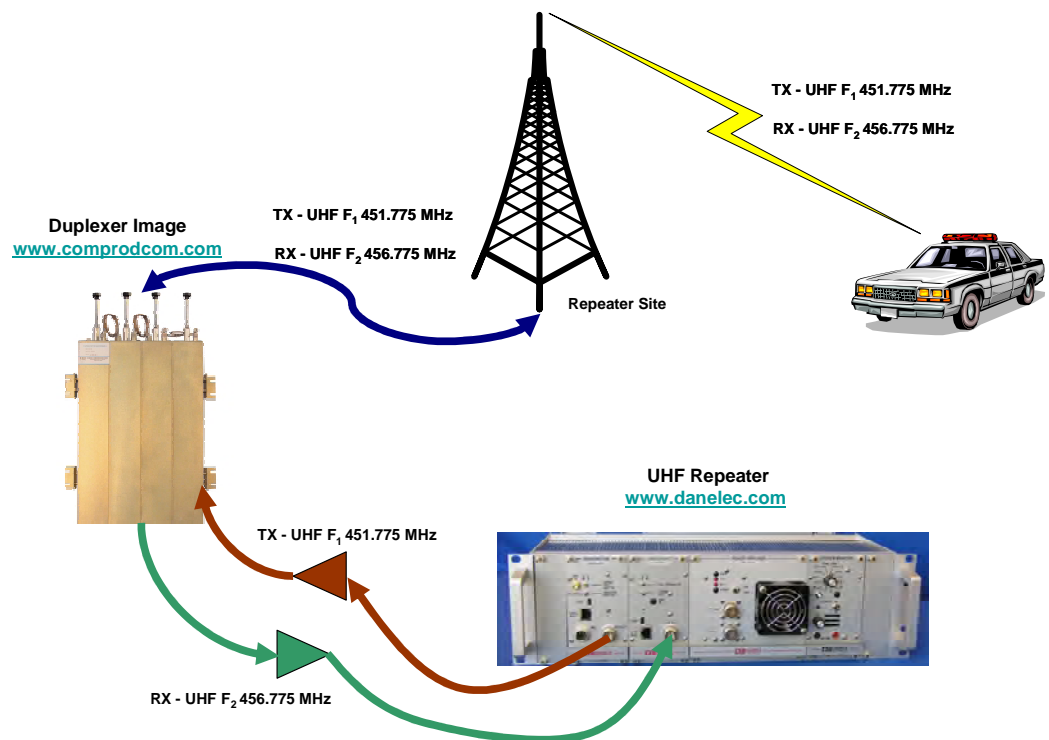 TX - UHF F1 451.775 MHz
RX - UHF F2 456.775 MHz
TX - UHF F1 451.775 MHz
RX - UHF F2 456.775 MHz
Duplexer Image
www.comprodcom.com
Repeater Site
UHF Repeater
www.danelec.com
TX - UHF F1 451.775 MHz
RX - UHF F2 456.775 MHz